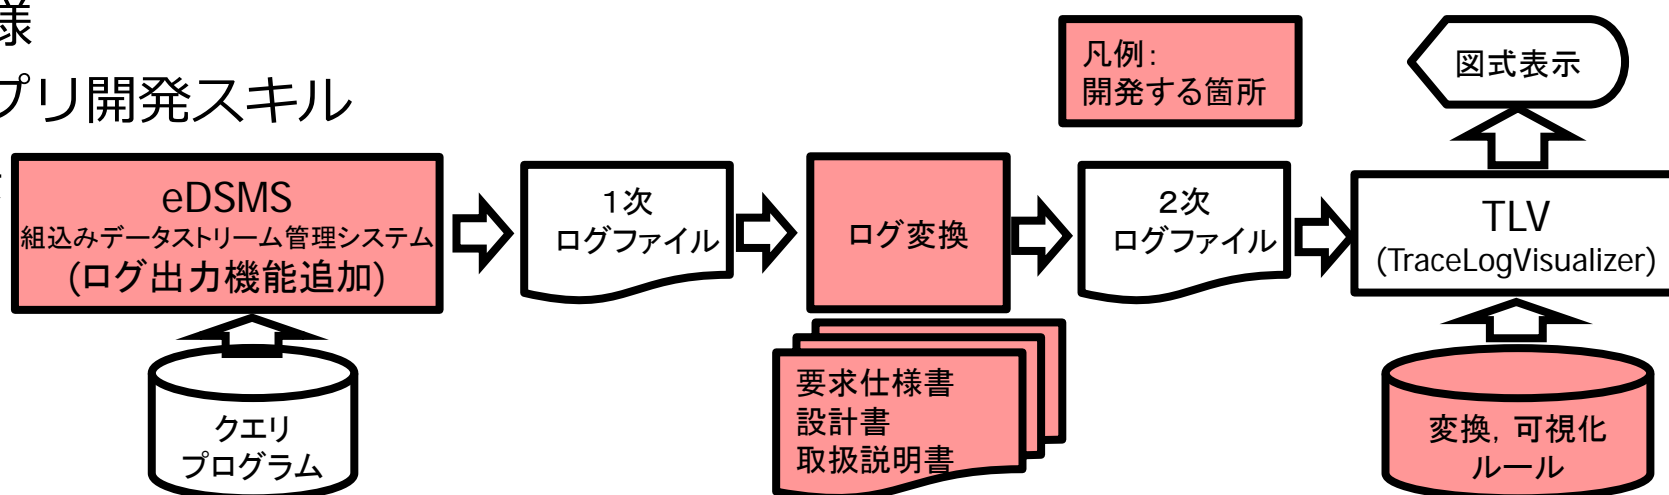 様
プリ開発スキル
凡例:
開発する箇所
図式表示
eDSMS
組込みデータストリーム管理システム
(ログ出力機能追加)
1次
ログファイル
ログ変換
2次
ログファイル
TLV
(TraceLogVisualizer)
クエリ
プログラム
要求仕様書
設計書
取扱説明書
変換, 可視化
ルール